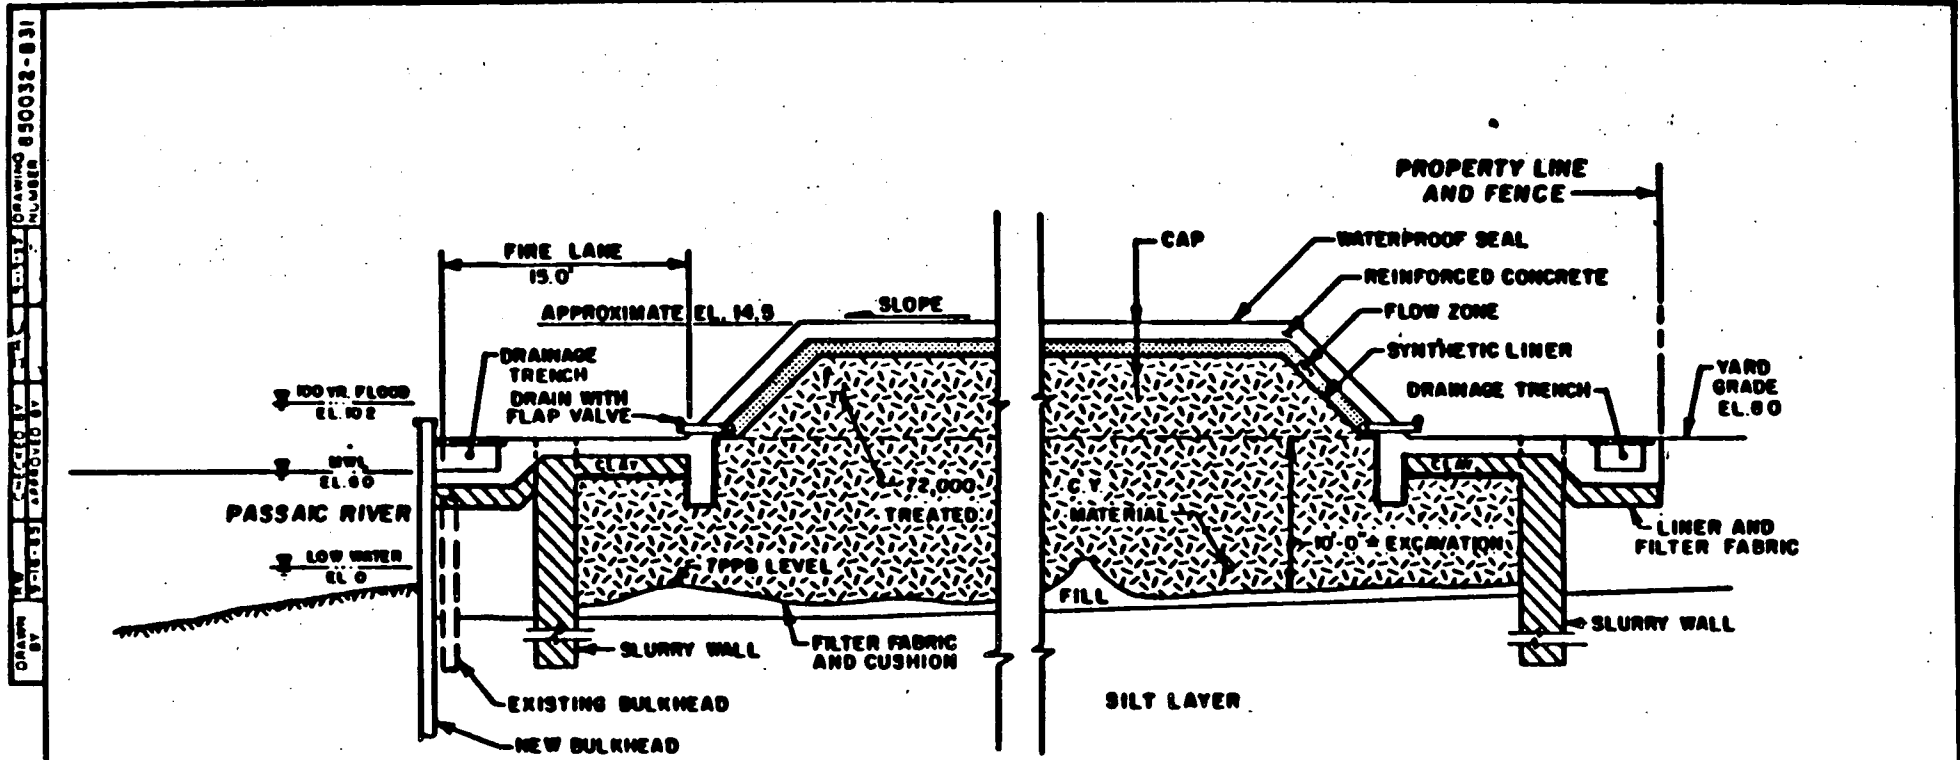 DRAWING NUMBER 850032-B31
CHECKED BY
APPROVED BY
DRAWN BY
PROPERTY LINE
AND FENCE
FIRE LANE
15.0'
CAP
WATERPROOF SEAL
REINFORCED CONCRETE
FLOW ZONE
SYNTHETIC LINER
APPROXIMATE EL. 14.5
SLOPE
DRAINAGE
TRENCH
DRAIN WITH
FLAP VALVE
DRAINAGE TRENCH
YARD
GRADE
EL. 8 0
100 YR. FLOOD
EL. 10 2
MWL
EL. 6 0
PASSAIC RIVER
LOW WATER
EL 0
CLAY
CLAY
72,000 C.Y.
TREATED MATERIAL
10'-0" ± EXCAVATION
7PPB LEVEL
FILL
LINER AND
FILTER FABRIC
SLURRY WALL
SLURRY WALL
FILTER FABRIC
AND CUSHION
EXISTING BULKHEAD
NEW BULKHEAD
SILT LAYER